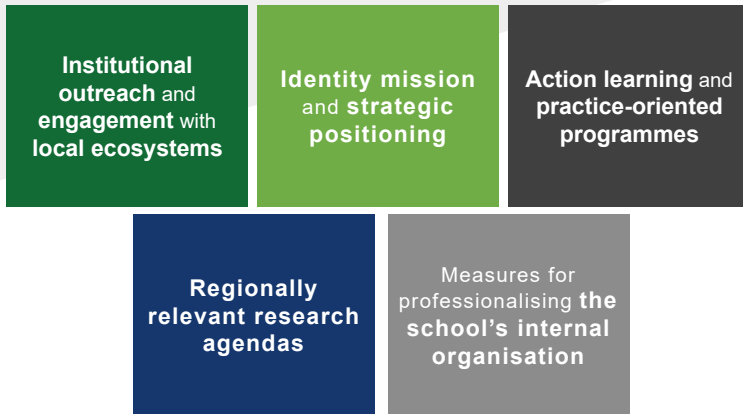 Institutional
outreach and
engagement with
local ecosystems
Identity mission
and strategic
positioning
Action learning and
practice-oriented
programmes
Regionally
relevant research
agendas
Measures for
professionalising the
school's internal
organisation